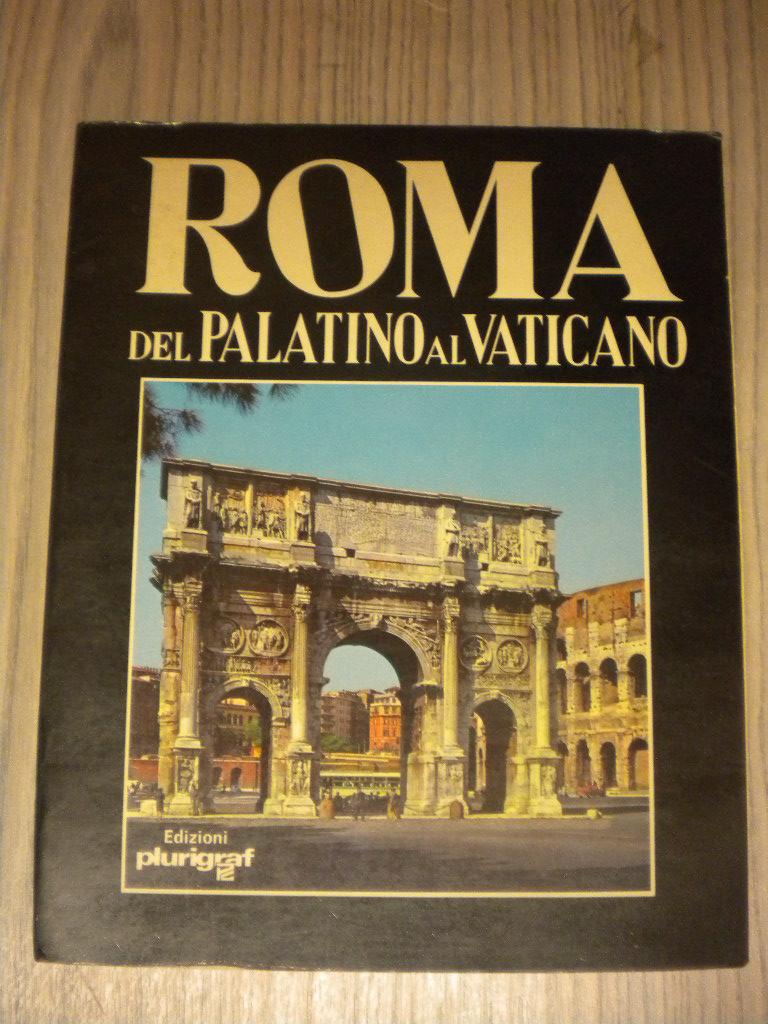 ROMA
DEL PALATINO AL VATICANO
Edizioni
plurigraf